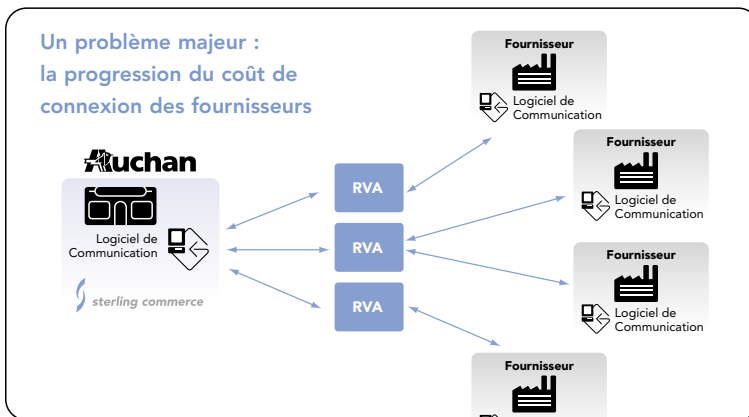 Un problème majeur :
la progression du coût de
connexion des fournisseurs
Auchan
Logiciel de
Communication
sterling commerce
RVA
RVA
RVA
Fournisseur
Logiciel de
Communication
Fournisseur
Logiciel de
Communication
Fournisseur
Logiciel de
Communication
Fournisseur